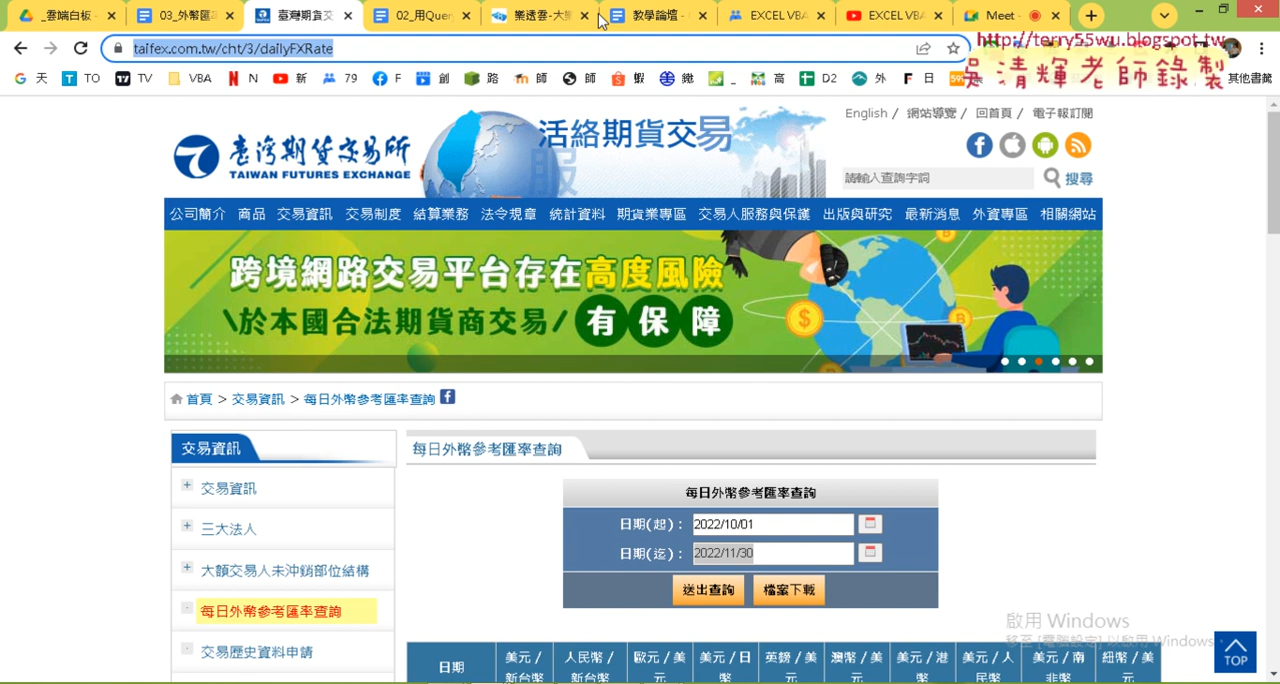 _雲端白板 -
03_外幣匯率
臺灣期貨交
02_用Quer
樂透雲-大樂
教學論壇 -
EXCEL VBA
EXCEL VBA
Meet -
taifex.com.tw/cht/3/dailyFXRate
http://terry55wu.blogspot.tw
吳清輝老師錄製
天
TO
TV
VBA
N
新
79
F
創
路
師
師
蝦
高
D2
外
日
其他書籤
English / 網站導覽 / 回首頁 / 電子報訂閱
臺灣期貨交易所
TAIWAN FUTURES EXCHANGE
活絡期貨交易
服
請輸入查詢字詞
搜尋
公司簡介 商品 交易資訊 交易制度 結算業務 法令規章 統計資料 期貨業專區 交易人服務與保護 出版與研究 最新消息 外資專區 相關網站
跨境網路交易平台存在高度風險
\於本國合法期貨商交易/ 有保障
首頁 > 交易資訊 > 每日外幣參考匯率查詢
交易資訊
每日外幣參考匯率查詢
交易資訊
三大法人
大額交易人未沖銷部位結構
每日外幣參考匯率查詢
交易歷史資料申請
每日外幣參考匯率查詢
日期(起)： 2022/10/01
日期(迄)： 2022/11/30
送出查詢 檔案下載
啟用 Windows
移至 [電腦設定] 以啟用 Windows。
TOP
日期
美元／新台幣
人民幣／新台幣
歐元／美元
美元／日幣
英鎊／美元
澳幣／美元
美元／港幣
美元／人民幣
美元／南非幣
紐幣／美元